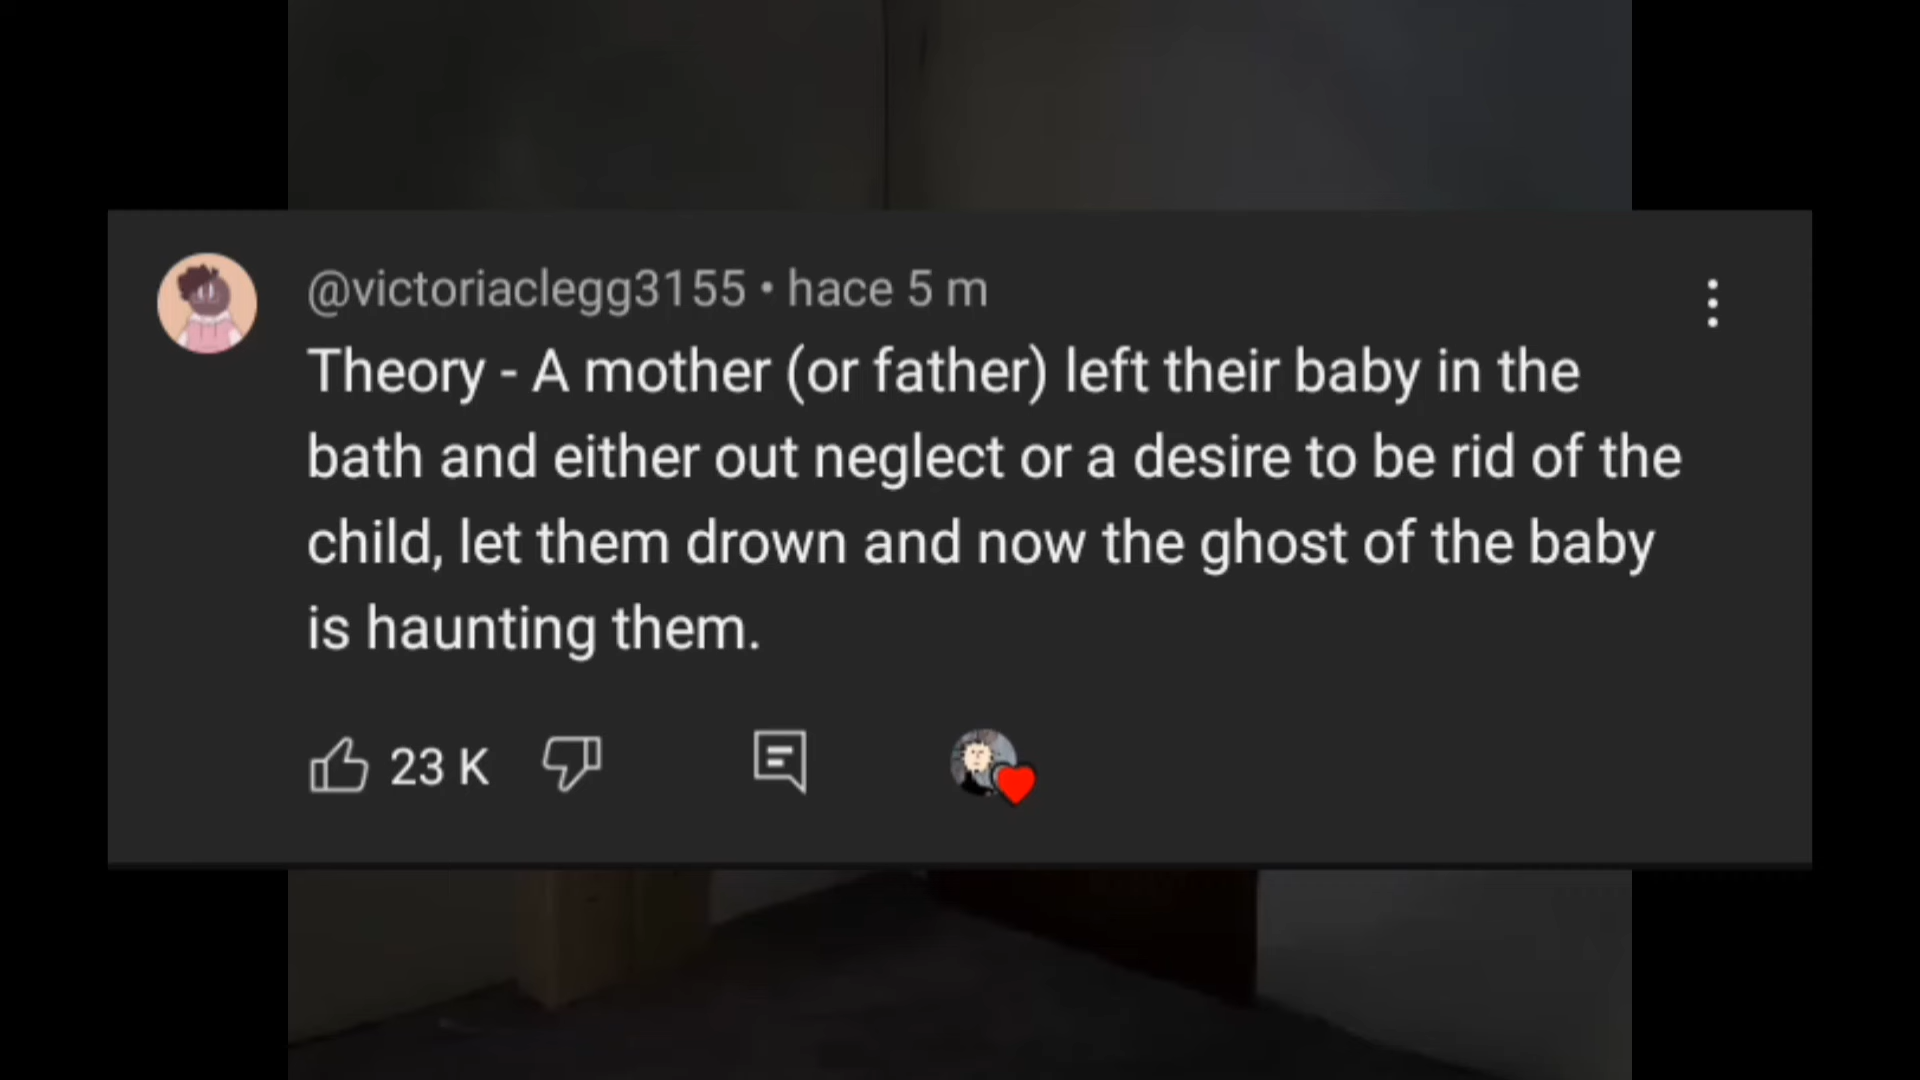 @victoriaclegg3155 • hace 5 m
Theory - A mother (or father) left their baby in the
bath and either out neglect or a desire to be rid of the
child, let them drown and now the ghost of the baby
is haunting them.
23 K